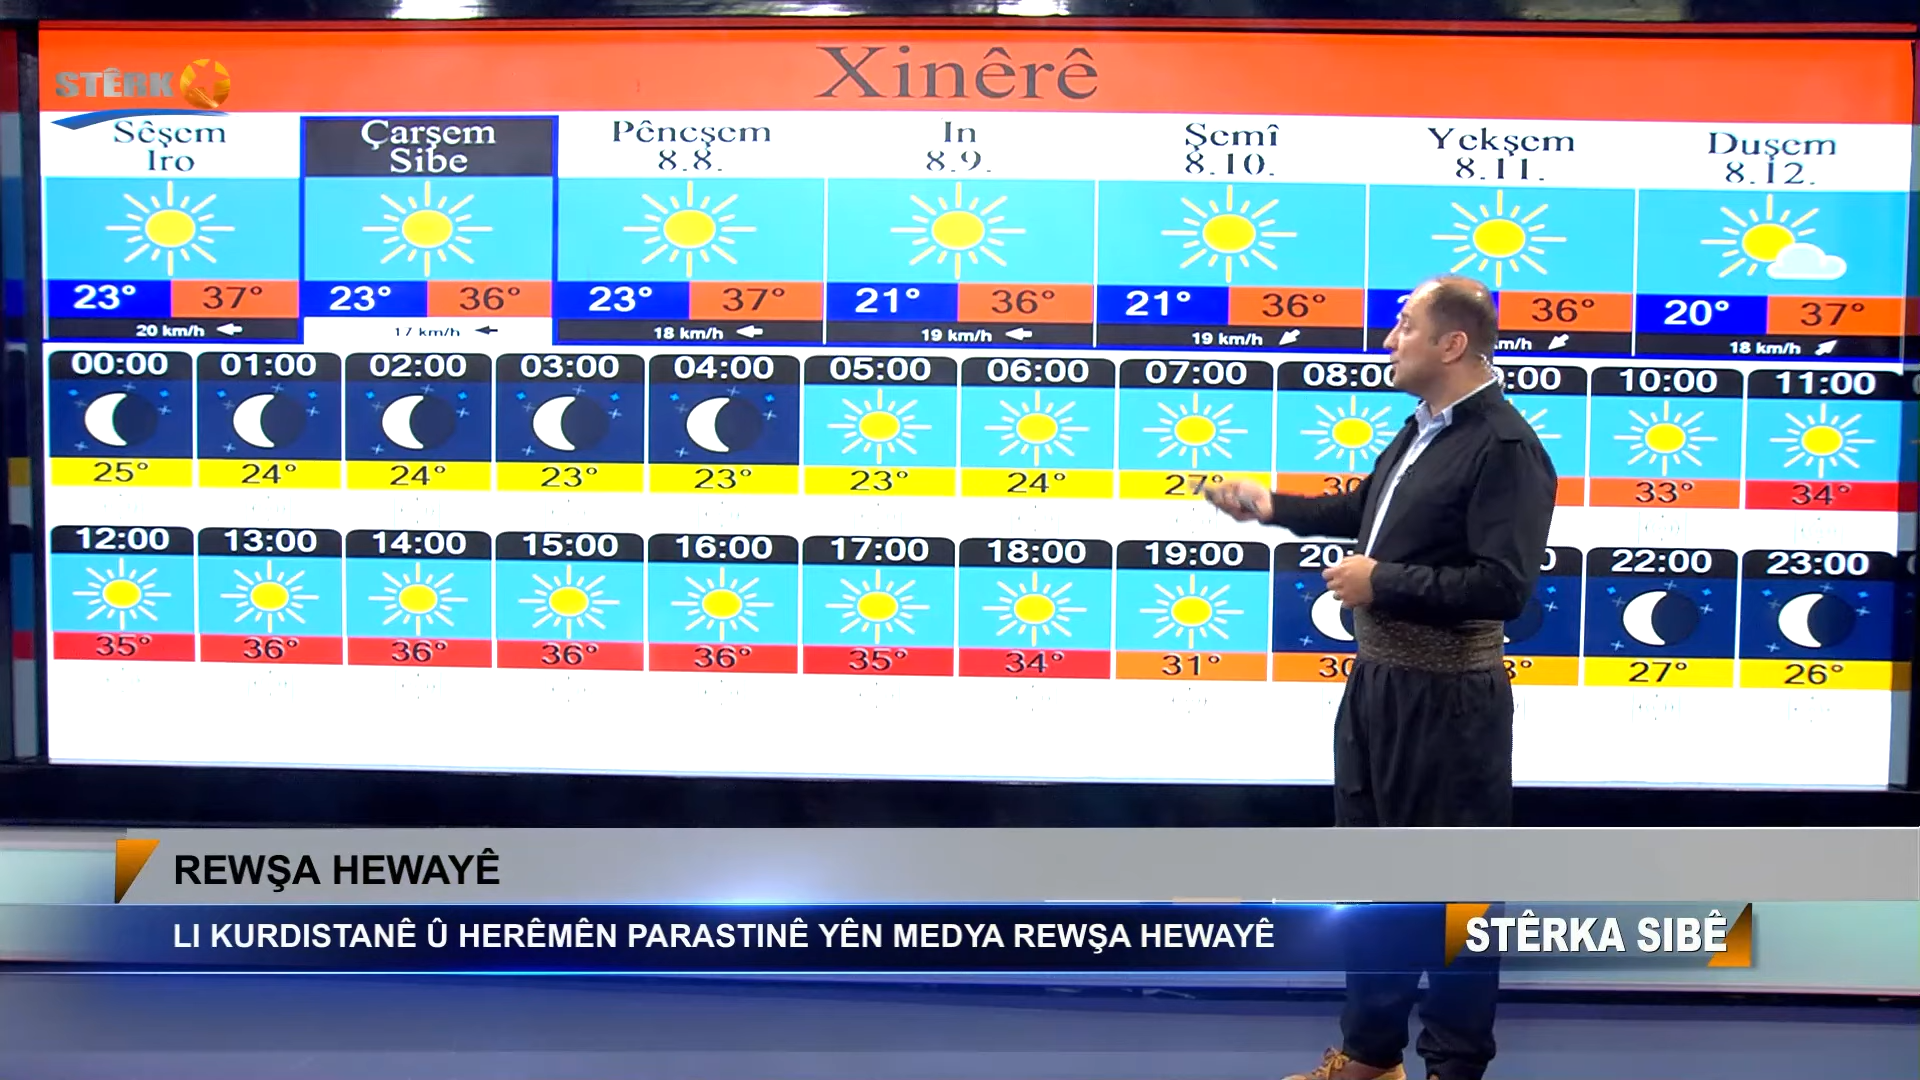 Xinêrê
STÊRK
Sêşem
Iro
Çarşem
Sibe
Pêncşem
8.8.
In
8.9.
Şemî
8.10.
Yekşem
8.11.
Duşem
8.12.
23° 37° 23° 36° 23° 37° 21° 36° 21° 36° 36° 20° 37°
20 km/h 17 km/h 18 km/h 19 km/h 19 km/h 18 km/h
00:00 01:00 02:00 03:00 04:00 05:00 06:00 07:00 10:00 11:00
25° 24° 24° 23° 23° 23° 24° 27° 33° 34°
12:00 13:00 14:00 15:00 16:00 17:00 18:00 19:00 22:00 23:00
35° 36° 36° 36° 36° 35° 34° 31° 27° 26°
REWŞA HEWAYÊ
LI KURDISTANÊ Û HERÊMÊN PARASTINÊ YÊN MEDYA REWŞA HEWAYÊ
STÊRKA SIBÊ